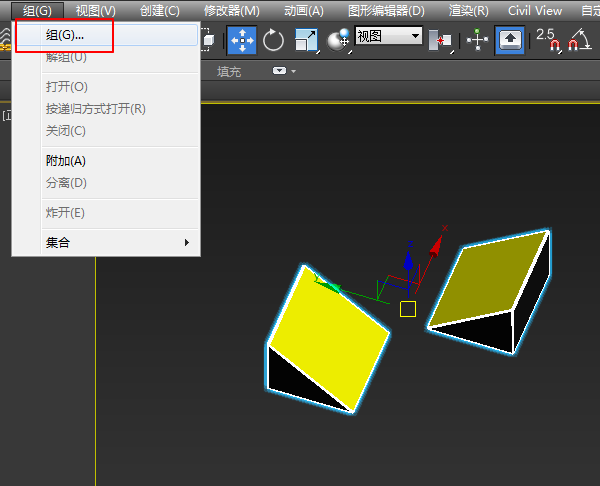 组(G) 视图(V) 创建(C) 修改器(M) 动画(A) 图形编辑器(D) 渲染(R) Civil View 自定
组(G)...
视图
2.5
解组(U)
填充
打开(O)
按递归方式打开(R)
关闭(C)
附加(A)
分离(D)
炸开(E)
集合
x
z